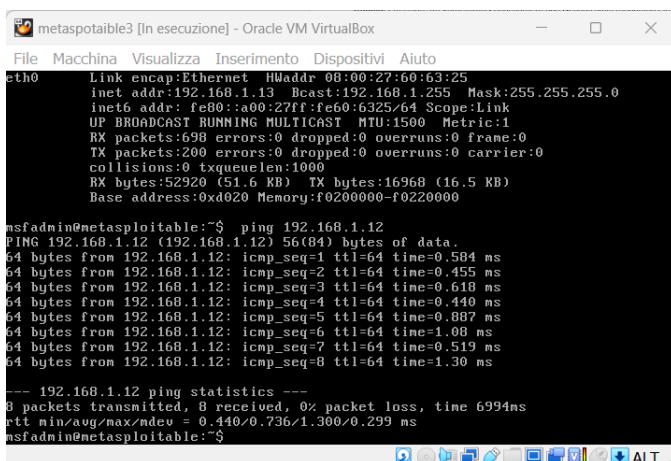 metaspotaible3 [In esecuzione] - Oracle VM VirtualBox
File Macchina Visualizza Inserimento Dispositivi Aiuto
eth0 Link encap:Ethernet HWaddr 08:00:27:60:63:25
inet addr:192.168.1.13 Bcast:192.168.1.255 Mask:255.255.255.0
inet6 addr: fe80::a00:27ff:fe60:6325/64 Scope:Link
UP BROADCAST RUNNING MULTICAST MTU:1500 Metric:1
RX packets:698 errors:0 dropped:0 overruns:0 frame:0
TX packets:200 errors:0 dropped:0 overruns:0 carrier:0
collisions:0 txqueuelen:1000
RX bytes:52920 (51.6 KB) TX bytes:16968 (16.5 KB)
Base address:0xd020 Memory:f0200000-f0220000
msfadmin@metasploitable:~$ ping 192.168.1.12
PING 192.168.1.12 (192.168.1.12) 56(84) bytes of data.
64 bytes from 192.168.1.12: icmp_seq=1 ttl=64 time=0.584 ms
64 bytes from 192.168.1.12: icmp_seq=2 ttl=64 time=0.455 ms
64 bytes from 192.168.1.12: icmp_seq=3 ttl=64 time=0.618 ms
64 bytes from 192.168.1.12: icmp_seq=4 ttl=64 time=0.440 ms
64 bytes from 192.168.1.12: icmp_seq=5 ttl=64 time=0.887 ms
64 bytes from 192.168.1.12: icmp_seq=6 ttl=64 time=1.08 ms
64 bytes from 192.168.1.12: icmp_seq=7 ttl=64 time=0.519 ms
64 bytes from 192.168.1.12: icmp_seq=8 ttl=64 time=1.30 ms
--- 192.168.1.12 ping statistics ---
8 packets transmitted, 8 received, 0% packet loss, time 6994ms
rtt min/avg/max/mdev = 0.440/0.736/1.300/0.299 ms
msfadmin@metasploitable:~$
ALT